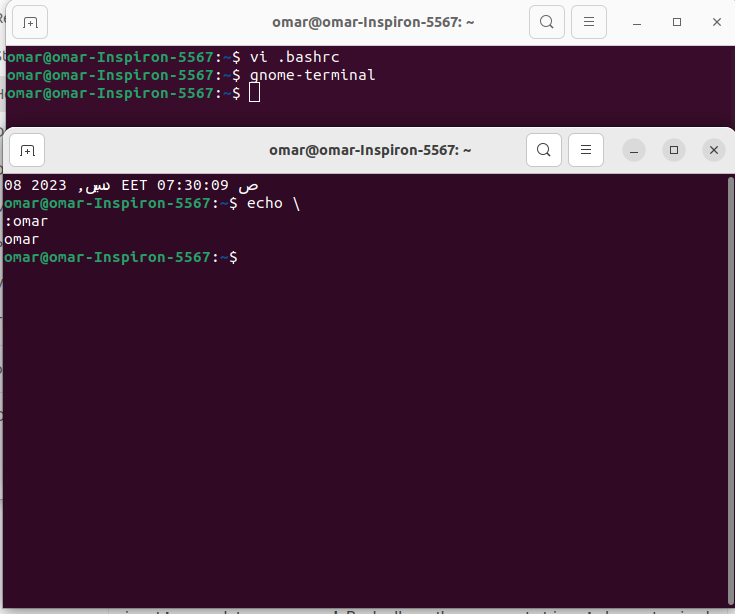 omar@omar-Inspiron-5567: ~
omar@omar-Inspiron-5567:~$ vi .bashrc
omar@omar-Inspiron-5567:~$ gnome-terminal
omar@omar-Inspiron-5567:~$
omar@omar-Inspiron-5567: ~
08 2023 ,ديس EET 07:30:09 ص
omar@omar-Inspiron-5567:~$ echo \
:omar
omar
omar@omar-Inspiron-5567:~$